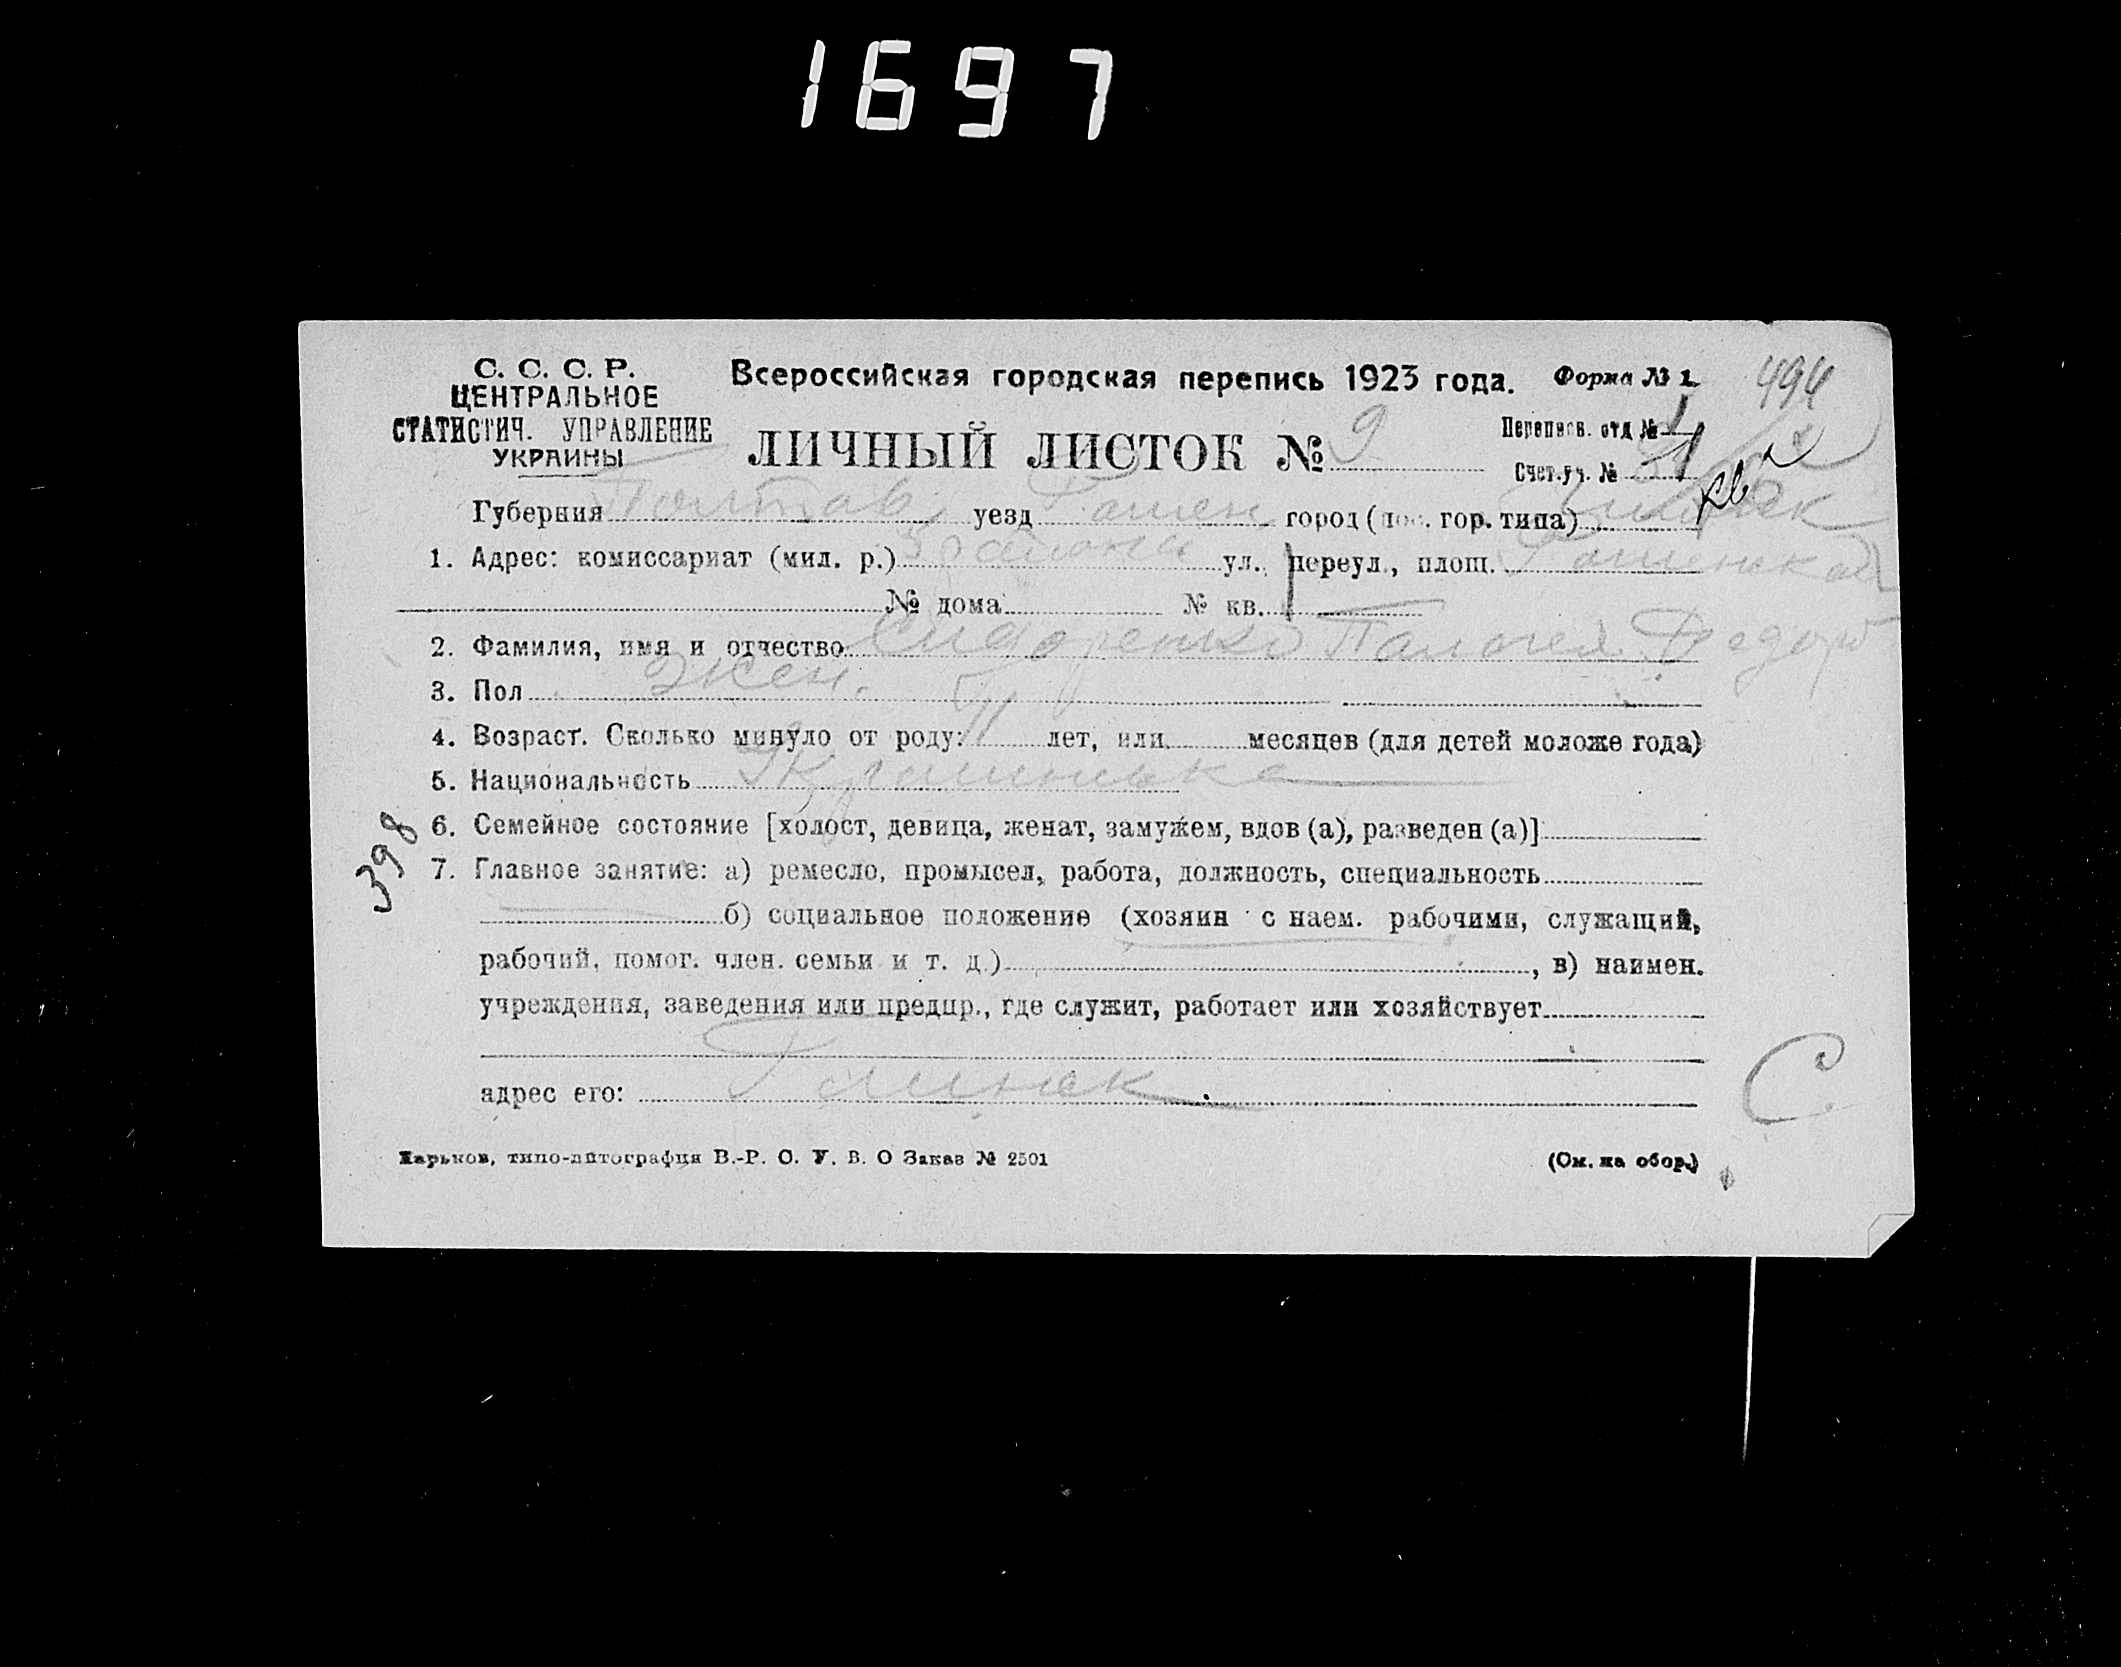 1697
С. С. С. Р.
ЦЕНТРАЛЬНОЕ
СТАТИСТИЧ. УПРАВЛЕНИЕ
УКРАИНЫ
Всероссийская городская перепись 1923 года. Форма № 1.
494
ЛИЧНЫЙ ЛИСТОК № 9
Переписв. отд №
Счет.уч. №
Губерния Полтав уезд город (пос. гор. типа)
1. Адрес: комиссариат (мил. р.) ул., переул., площ.
№ дома № кв.
2. Фамилия, имя и отчество Сидоренко Федор
3. Пол Жен.
4. Возраст. Сколько минуло от роду: лет, или месяцев (для детей моложе года)
5. Национальность
6. Семейное состояние [холост, девица, женат, замужем, вдов (а), разведен (а)]
398
7. Главное занятие: а) ремесло, промысел, работа, должность, специальность
б) социальное положение (хозяин с наем. рабочими, служащий,
рабочий, помог. член. семьи и т. д.) , в) наимен.
учреждения, заведения или предпр., где служит, работает или хозяйствует
адрес его:
С
Харьков, типо-литография В.-Р. О. У. В. О Заказ № 2501
(См. на обор.)